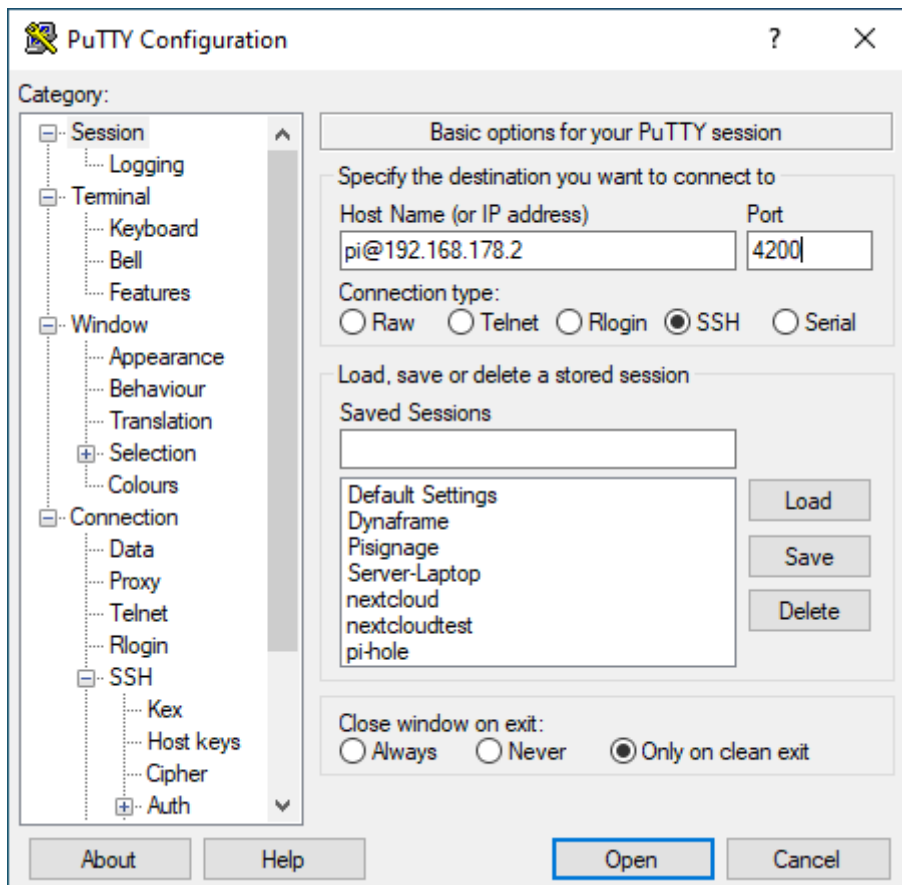 PuTTY Configuration ?
Category:
Session
Logging
Terminal
Keyboard
Bell
Features
Window
Appearance
Behaviour
Translation
Selection
Colours
Connection
Data
Proxy
Telnet
Rlogin
SSH
Kex
Host keys
Cipher
Auth
Basic options for your PuTTY session
Specify the destination you want to connect to
Host Name (or IP address) Port
pi@192.168.178.2 4200
Connection type:
Raw Telnet Rlogin SSH Serial
Load, save or delete a stored session
Saved Sessions
Default Settings
Dynaframe
Pisignage
Server-Laptop
nextcloud
nextcloudtest
pi-hole
Load
Save
Delete
Close window on exit:
Always Never Only on clean exit
About Help Open Cancel